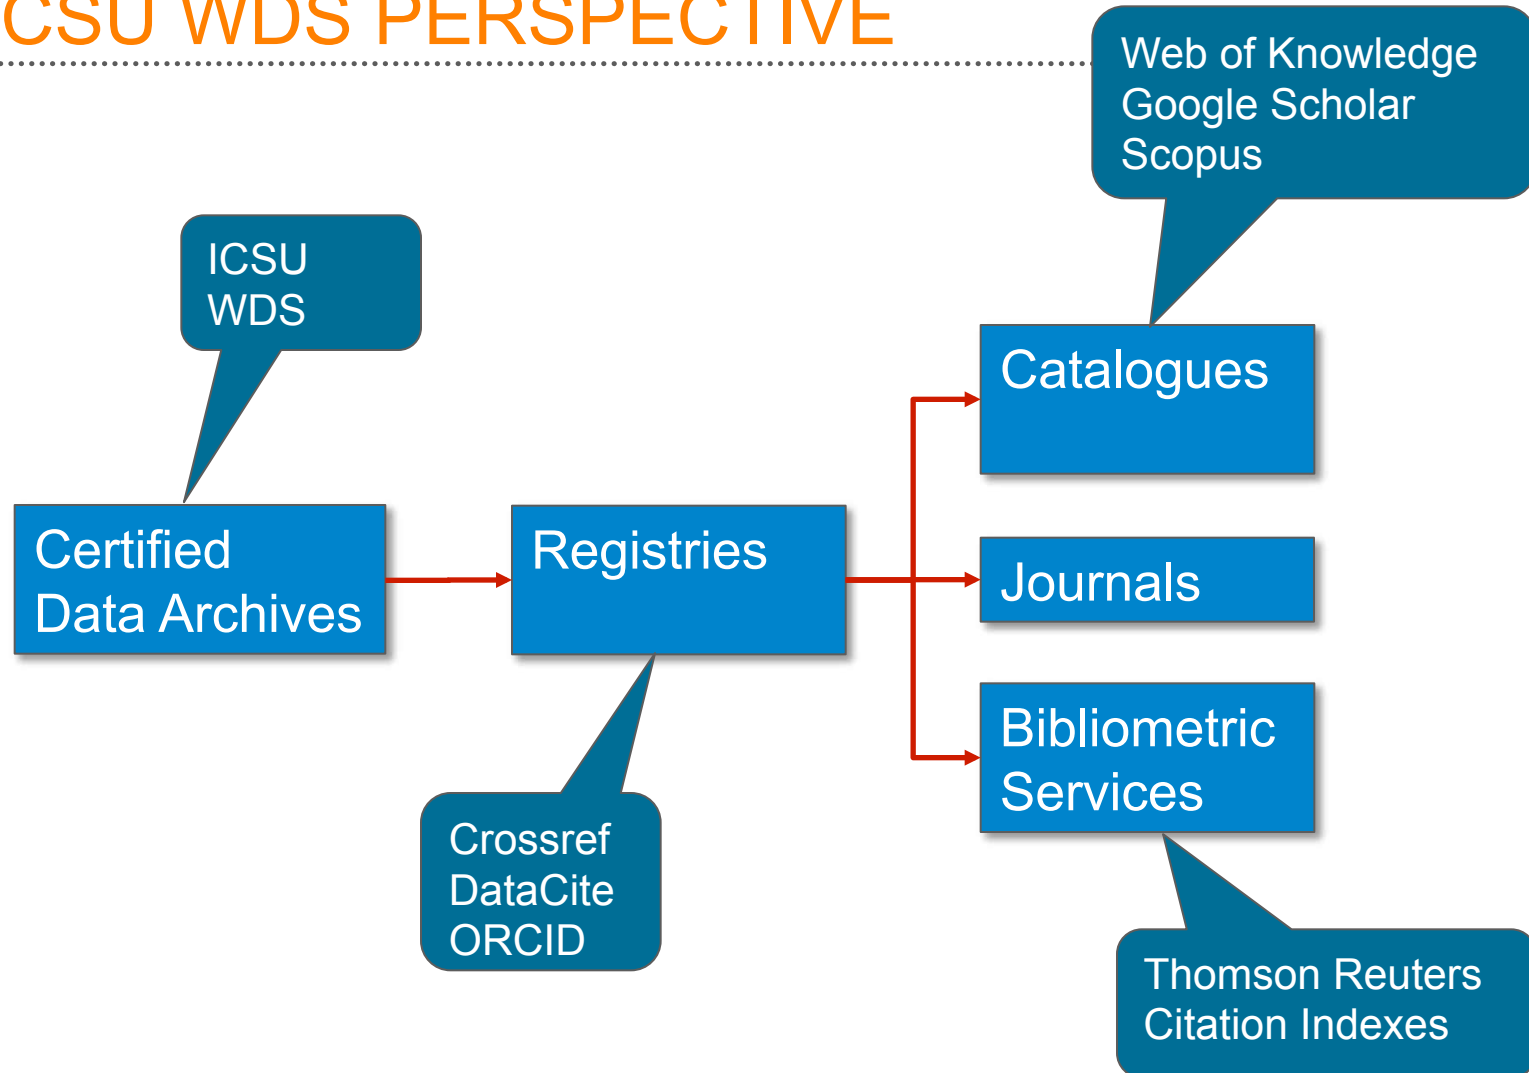 CSU WDS PERSPECTIVE
Web of Knowledge
Google Scholar
Scopus
ICSU
WDS
Catalogues
Certified
Data Archives
Registries
Journals
Bibliometric
Services
Crossref
DataCite
ORCID
Thomson Reuters
Citation Indexes